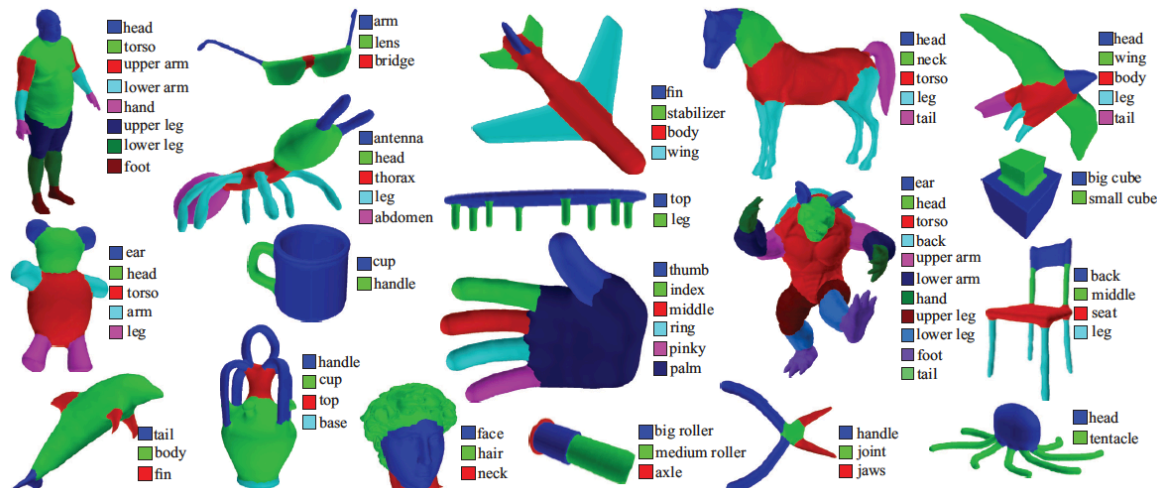 head
torso
upper arm
lower arm
hand
upper leg
lower leg
foot
arm
lens
bridge
antenna
head
thorax
leg
abdomen
fin
stabilizer
body
wing
top
leg
head
neck
torso
leg
tail
head
wing
body
leg
tail
big cube
small cube
ear
head
torso
arm
leg
cup
handle
thumb
index
middle
ring
pinky
palm
ear
head
torso
back
upper arm
lower arm
hand
upper leg
lower leg
foot
tail
back
middle
seat
leg
tail
body
fin
handle
cup
top
base
face
hair
neck
big roller
medium roller
axle
handle
joint
jaws
head
tentacle